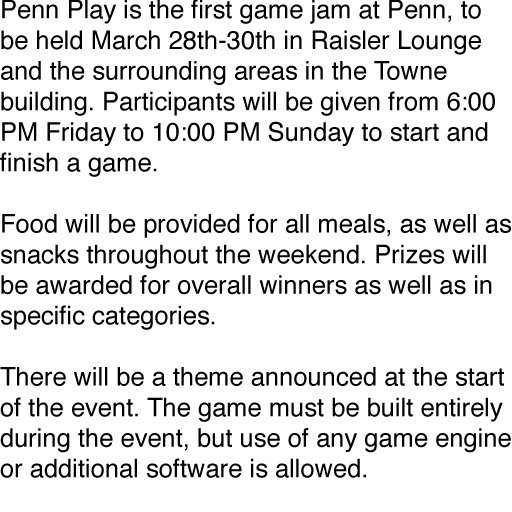 Penn Play is the first game jam at Penn, to
be held March 28th-30th in Raisler Lounge
and the surrounding areas in the Towne
building. Participants will be given from 6:00
PM Friday to 10:00 PM Sunday to start and
finish a game.
Food will be provided for all meals, as well as
snacks throughout the weekend. Prizes will
be awarded for overall winners as well as in
specific categories.
There will be a theme announced at the start
of the event. The game must be built entirely
during the event, but use of any game engine
or additional software is allowed.